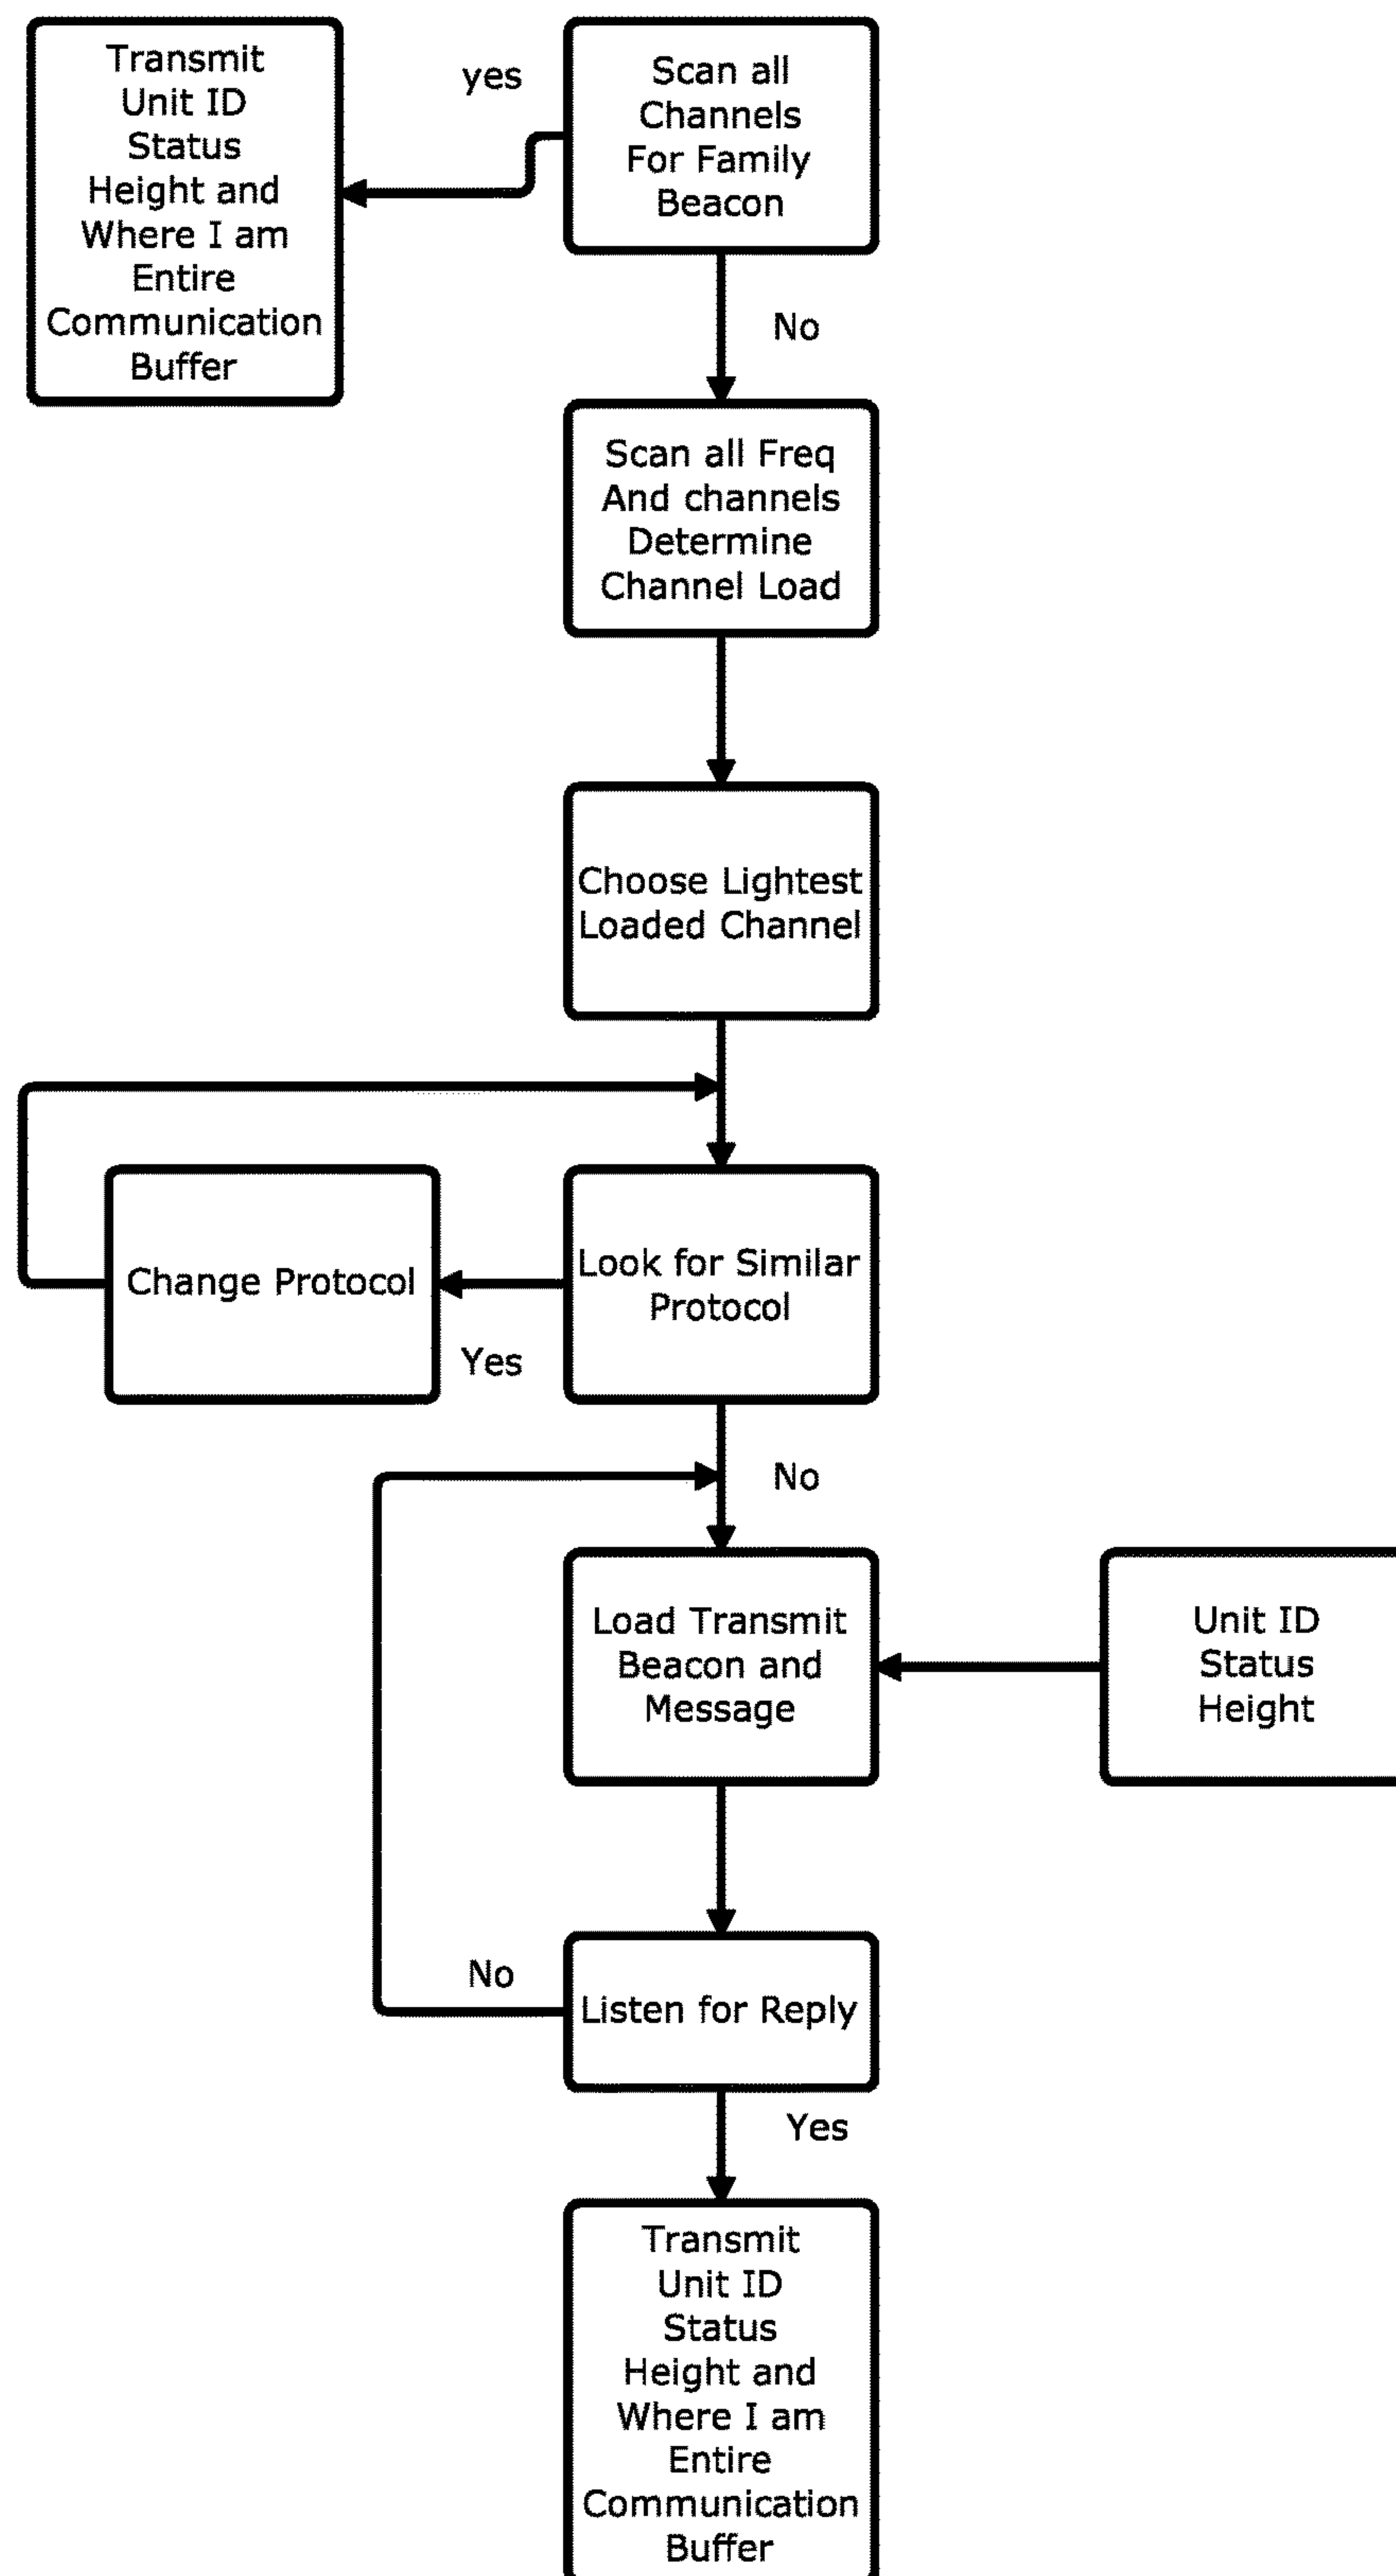 Transmit
Unit ID
Status
Height and
Where I am
Entire
Communication
Buffer
yes
Scan all
Channels
For Family
Beacon
No
Scan all Freq
And channels
Determine
Channel Load
Choose Lightest
Loaded Channel
Change Protocol
Yes
Look for Similar
Protocol
No
Load Transmit
Beacon and
Message
Unit ID
Status
Height
No
Listen for Reply
Yes
Transmit
Unit ID
Status
Height and
Where I am
Entire
Communication
Buffer